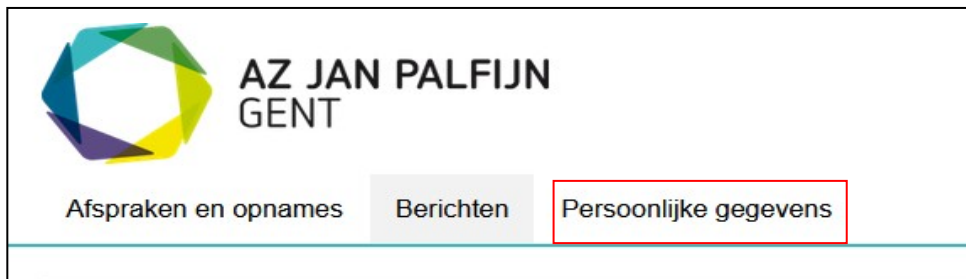 AZ JAN PALFIJN
GENT
Afspraken en opnames Berichten Persoonlijke gegevens